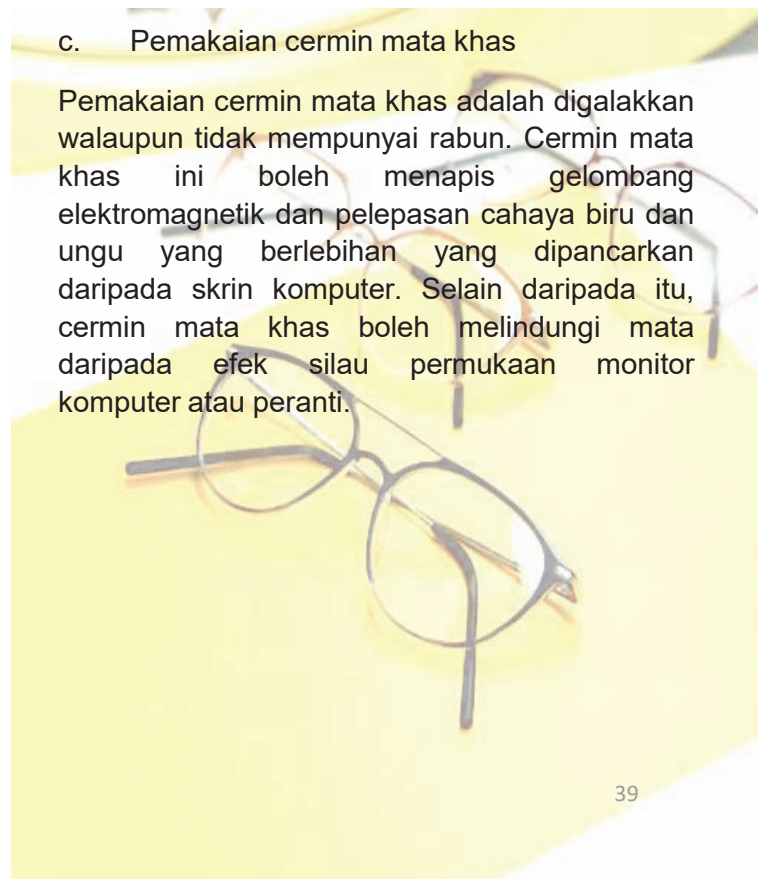 c. Pemakaian cermin mata khas
Pemakaian cermin mata khas adalah digalakkan
walaupun tidak mempunyai rabun. Cermin mata
khas ini boleh menapis gelombang
elektromagnetik dan pelepasan cahaya biru dan
ungu yang berlebihan yang dipancarkan
daripada skrin komputer. Selain daripada itu,
cermin mata khas boleh melindungi mata
daripada efek silau permukaan monitor
komputer atau peranti.
39